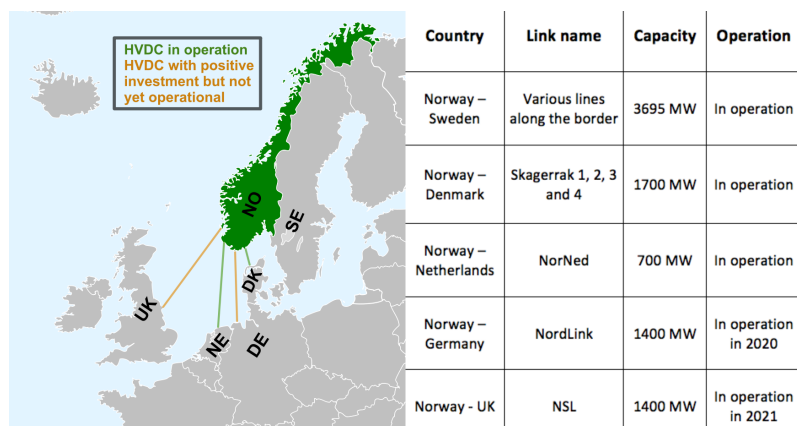 HVDC in operation
HVDC with positive
investment but not
yet operational
NO
SE
DK
UK
NE
DE
Country Link name Capacity Operation
Norway –
Sweden
Various lines
along the border
3695 MW
In operation
Norway –
Denmark
Skagerrak 1, 2, 3
and 4
1700 MW
In operation
Norway –
Netherlands
NorNed
700 MW
In operation
Norway –
Germany
NordLink
1400 MW
In operation
in 2020
Norway - UK
NSL
1400 MW
In operation
in 2021